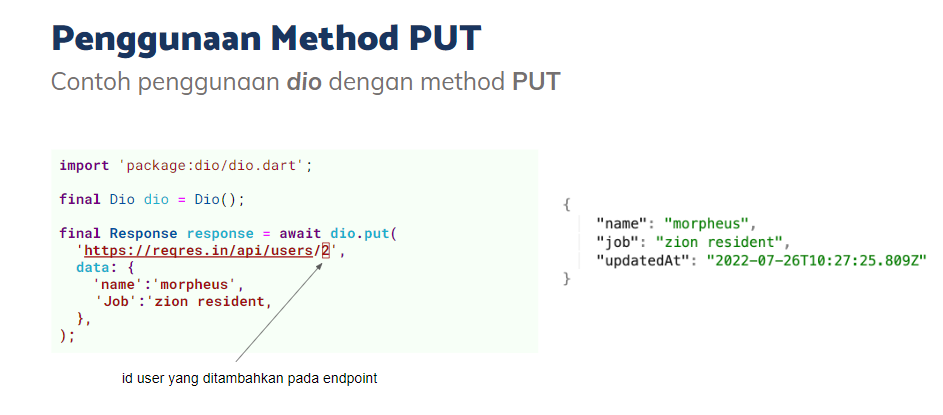 Penggunaan Method PUT
Contoh penggunaan dio dengan method PUT
import 'package:dio/dio.dart';
final Dio dio = Dio();
final Response response = await dio.put(
'https://reqres.in/api/users/2',
data: {
'name':'morpheus',
'Job':'zion resident,
},
);
{
"name": "morpheus",
"job": "zion resident",
"updatedAt": "2022-07-26T10:27:25.809Z"
}
id user yang ditambahkan pada endpoint